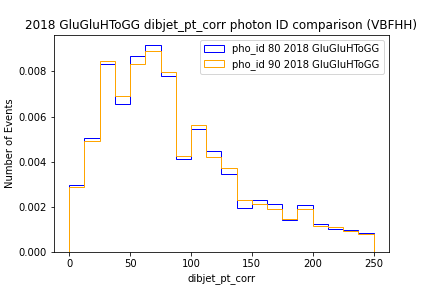 2018 GluGluHToGG dibjet_pt_corr photon ID comparison (VBFHH)
pho_id 80 2018 GluGluHToGG
pho_id 90 2018 GluGluHToGG
Number of Events
0.008
0.006
0.004
0.002
0.000
0 50 100 150 200 250
dibjet_pt_corr